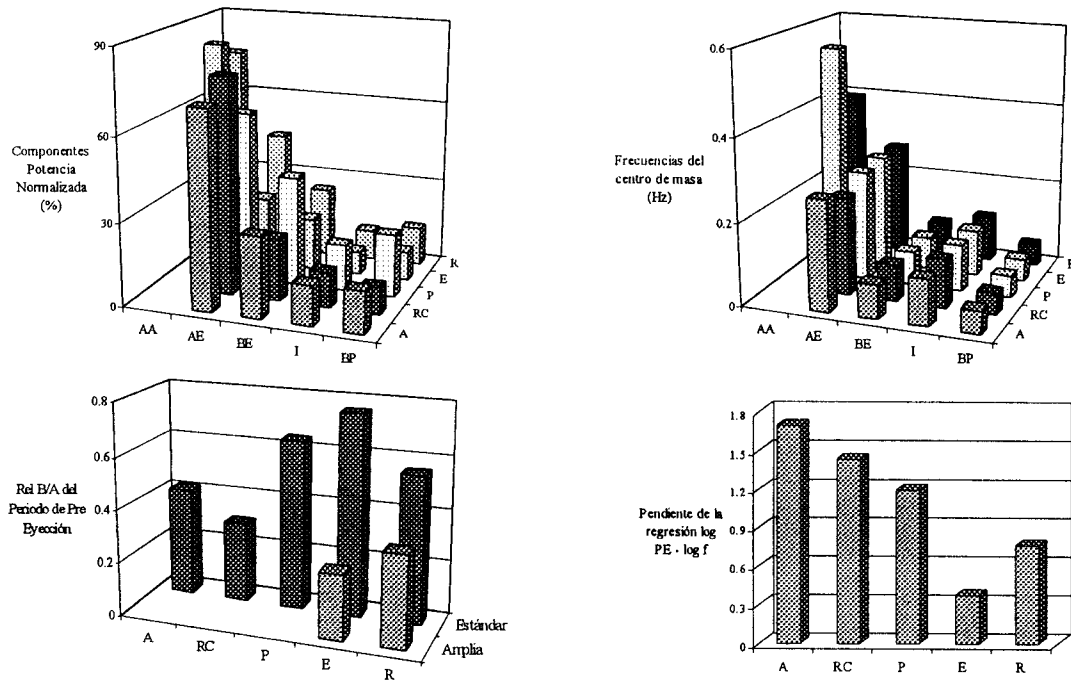 90
60
30
0
Componentes
Potencia
Normalizada
(%)
AA
AE
BE
I
BP
A
RC
P
E
R
0.6
0.4
0.2
0
Frecuencias del
centro de masa
(Hz)
AA
AE
BE
I
BP
A
RC
P
E
R
0.8
0.6
0.4
0.2
0
Rel B/A del
Periodo de Pre
Eyección
A
RC
P
E
R
Estándar
Amplia
1.8
1.5
1.2
0.9
0.6
0.3
0
Pendiente de la
regresión log
PE - log f
A
RC
P
E
R